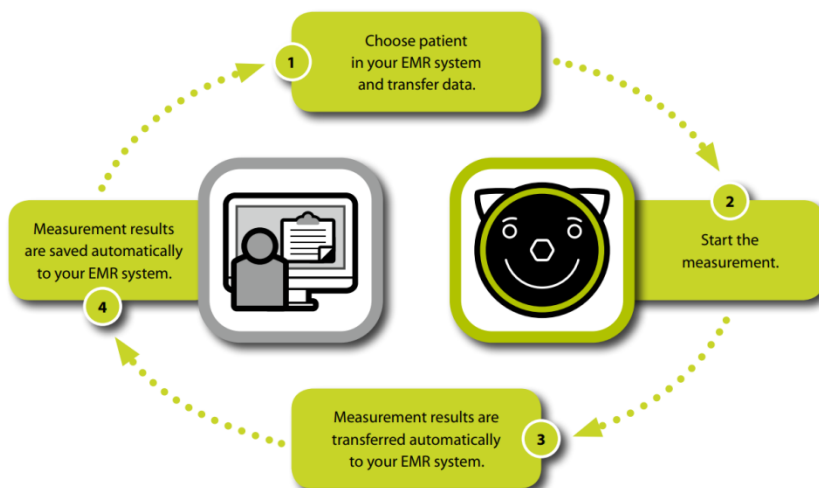 1
Choose patient
in your EMR system
and transfer data.
2
Start the
measurement.
3
Measurement results are
transferred automatically
to your EMR system.
4
Measurement results
are saved automatically
to your EMR system.